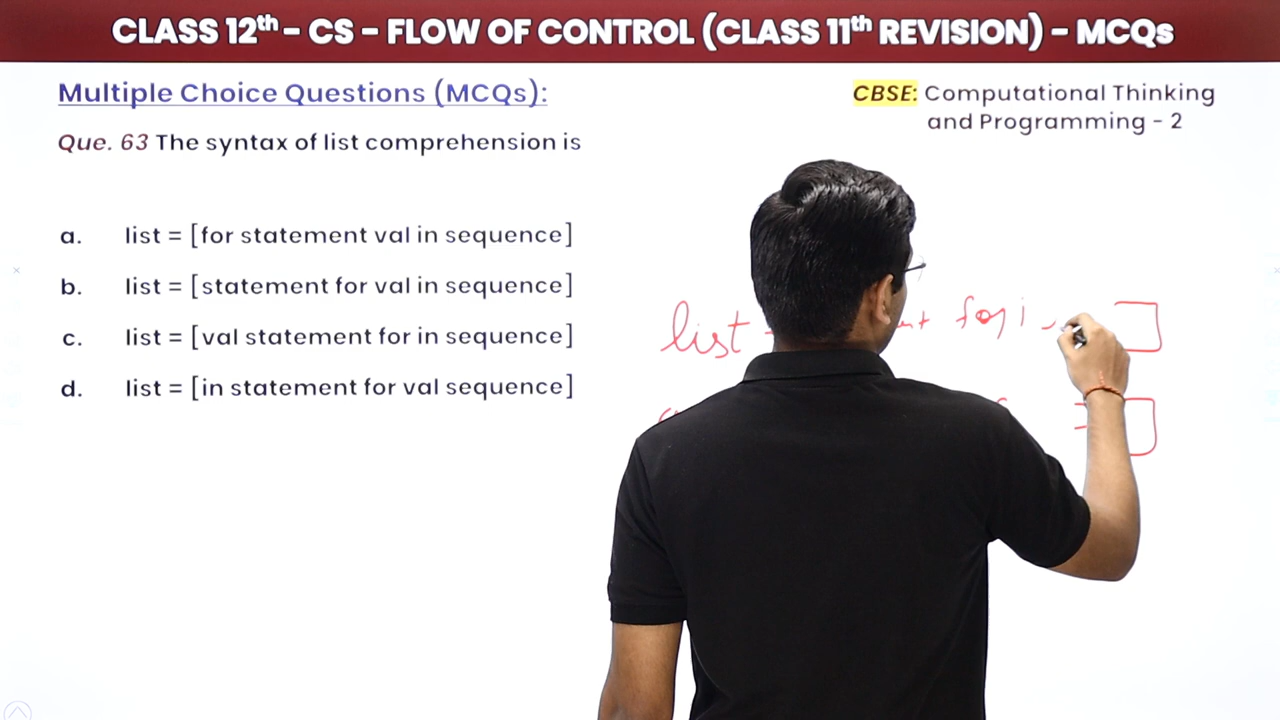 CLASS 12th - CS - FLOW OF CONTROL (CLASS 11th REVISION) - MCQs
Multiple Choice Questions (MCQs):
CBSE: Computational Thinking
and Programming - 2
Que. 63 The syntax of list comprehension is
a. list = [for statement val in sequence]
b. list = [statement for val in sequence]
c. list = [val statement for in sequence]
d. list = [in statement for val sequence]
list for i